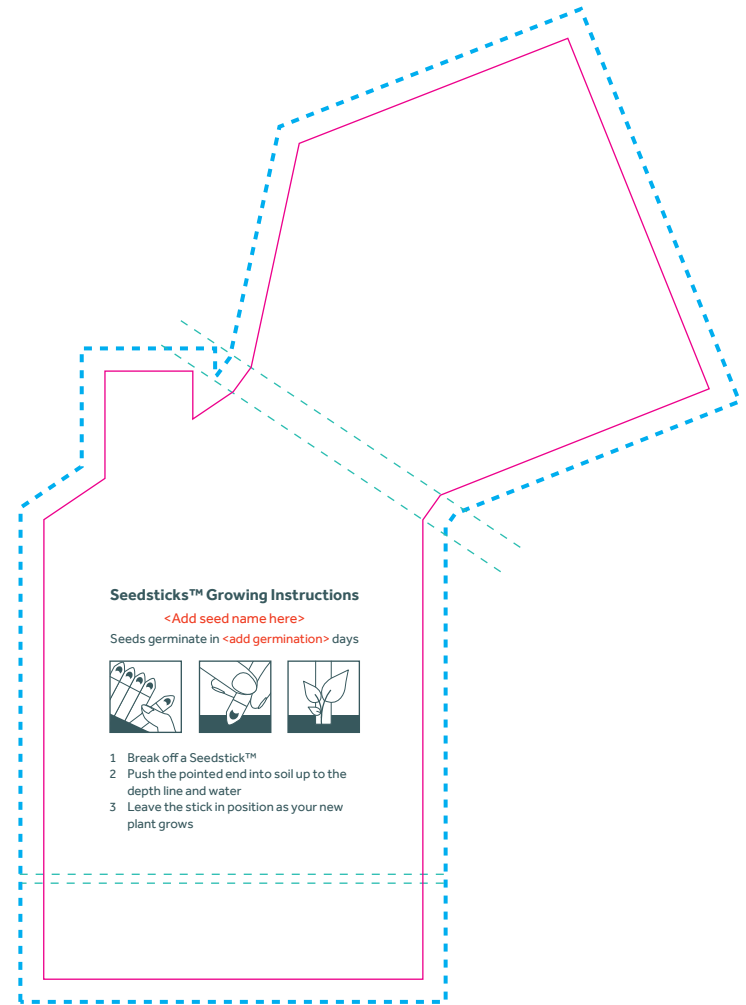 Seedsticks™ Growing Instructions
<Add seed name here>
Seeds germinate in <add germination> days
1 Break off a Seedstick™
2 Push the pointed end into soil up to the
depth line and water
3 Leave the stick in position as your new
plant grows